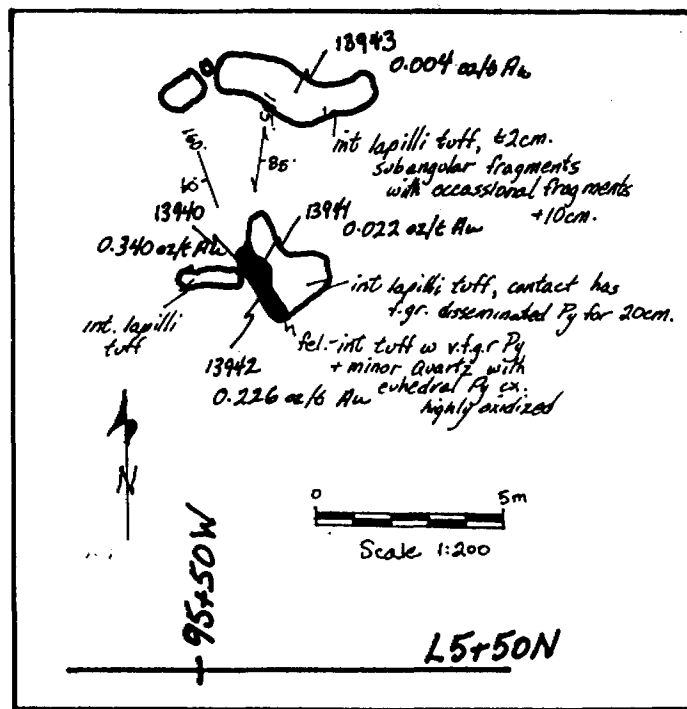 13943
0.004 oz/t Au
int lapilli tuff, ±2cm.
subangular fragments
with occassional fragments
+10cm.
150.
60.
85.
13940
0.340 oz/t Au
13941
0.022 oz/t Au
int. lapilli
tuff
int lapilli tuff, contact has
f.gr. disseminated Py for 20cm.
fel.-int tuff w v.f.gr Py
+ minor Quartz with
euhedral Py cx.
highly oxidized
13942
0.226 oz/t Au
N
0 5m
Scale 1:200
95+50W
L5+50N